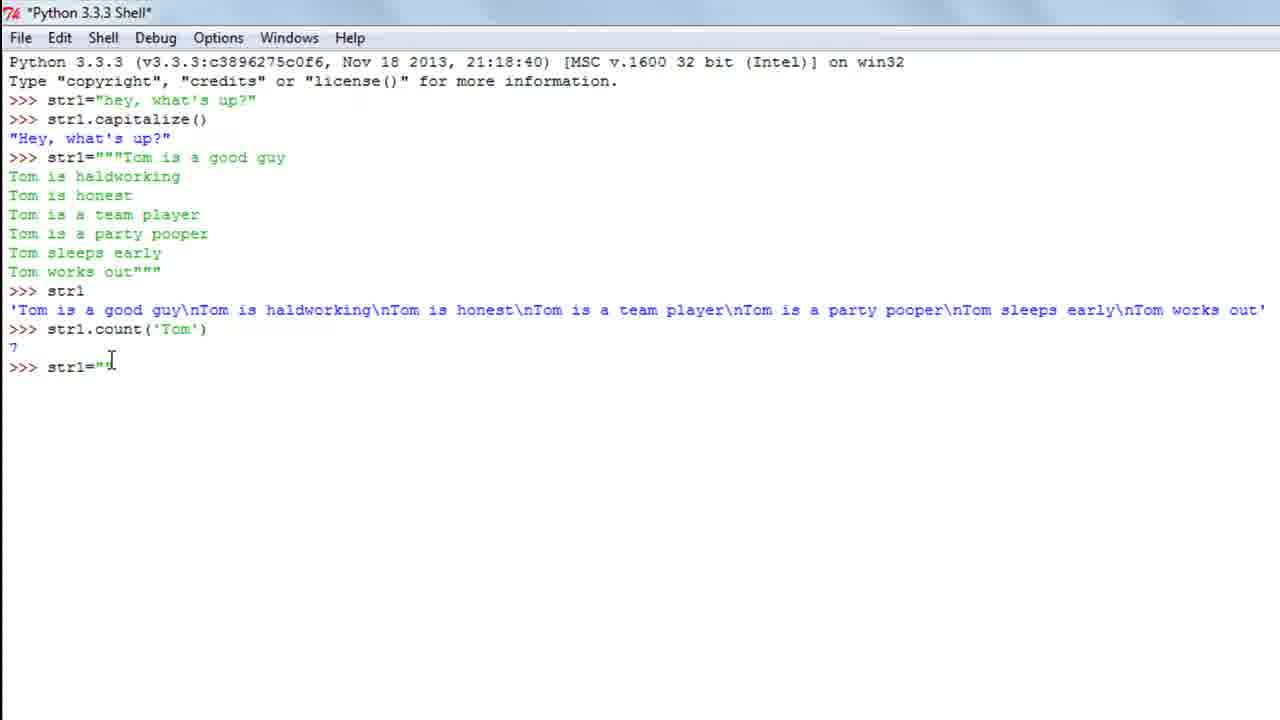 *Python 3.3.3 Shell*
File Edit Shell Debug Options Windows Help
Python 3.3.3 (v3.3.3:c3896275c0f6, Nov 18 2013, 21:18:40) [MSC v.1600 32 bit (Intel)] on win32
Type "copyright", "credits" or "license()" for more information.
>>> str1="hey, what's up?"
>>> str1.capitalize()
"Hey, what's up?"
>>> str1="""Tom is a good guy
Tom is haldworking
Tom is honest
Tom is a team player
Tom is a party pooper
Tom sleeps early
Tom works out"""
>>> str1
'Tom is a good guy\nTom is haldworking\nTom is honest\nTom is a team player\nTom is a party pooper\nTom sleeps early\nTom works out'
>>> str1.count('Tom')
7
>>> str1=""